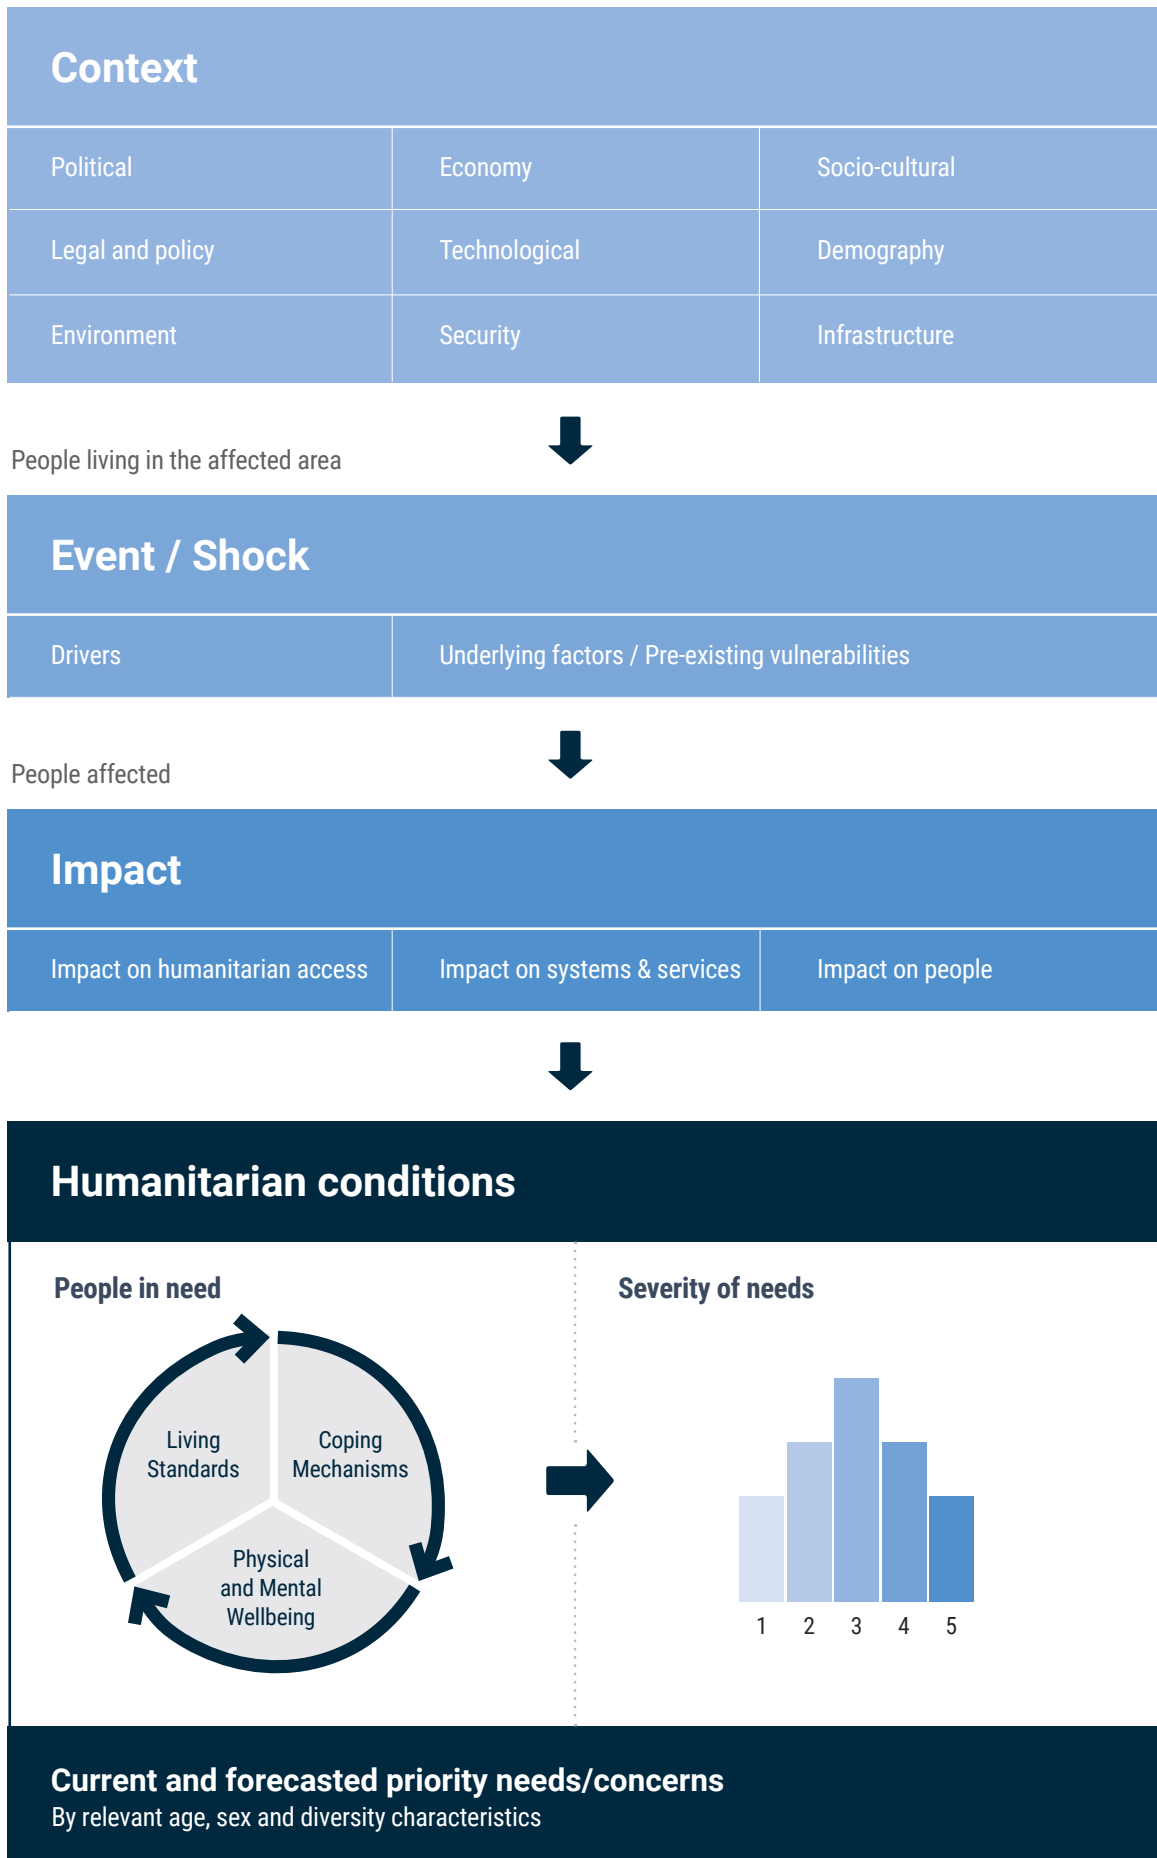 Context
Political
Economy
Socio-cultural
Legal and policy
Technological
Demography
Environment
Security
Infrastructure
People living in the affected area
Event / Shock
Drivers
Underlying factors / Pre-existing vulnerabilities
People affected
Impact
Impact on humanitarian access
Impact on systems & services
Impact on people
Humanitarian conditions
People in need
Living
Standards
Coping
Mechanisms
Physical
and Mental
Wellbeing
Severity of needs
1 2 3 4 5
Current and forecasted priority needs/concerns
By relevant age, sex and diversity characteristics